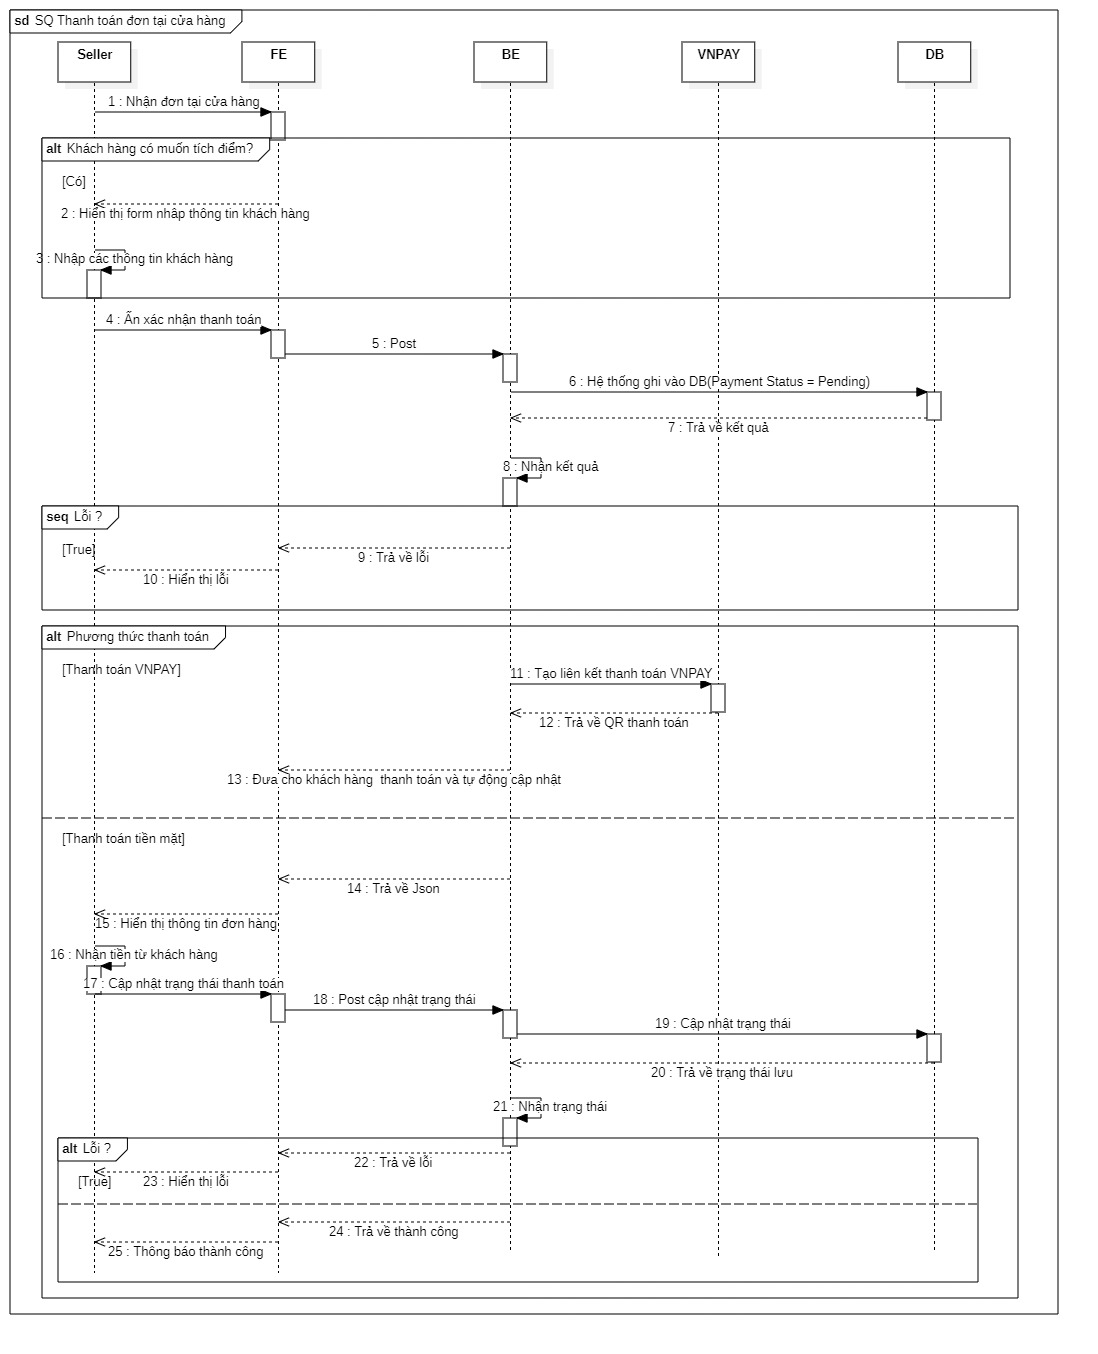 sd SQ Thanh toán đơn tại cửa hàng
Seller FE BE VNPAY DB
1 : Nhận đơn tại cửa hàng
alt Khách hàng có muốn tích điểm?
[Có]
2 : Hiển thị form nhâp thông tin khách hàng
3 : Nhập các thông tin khách hàng
4 : Ấn xác nhận thanh toán
5 : Post
6 : Hệ thống ghi vào DB(Payment Status = Pending)
7 : Trả về kết quả
8 : Nhận kết quả
seq Lỗi ?
[True]
9 : Trả về lỗi
10 : Hiển thị lỗi
alt Phương thức thanh toán
[Thanh toán VNPAY]
11 : Tạo liên kết thanh toán VNPAY
12 : Trả về QR thanh toán
13 : Đưa cho khách hàng  thanh toán và tự động cập nhật
[Thanh toán tiền mặt]
14 : Trả về Json
15 : Hiển thị thông tin đơn hàng
16 : Nhận tiền từ khách hàng
17 : Cập nhật trạng thái thanh toán
18 : Post cập nhật trạng thái
19 : Cập nhật trạng thái
20 : Trả về trạng thái lưu
21 : Nhận trạng thái
alt Lỗi ?
22 : Trả về lỗi
[True]
23 : Hiển thị lỗi
24 : Trả về thành công
25 : Thông báo thành công